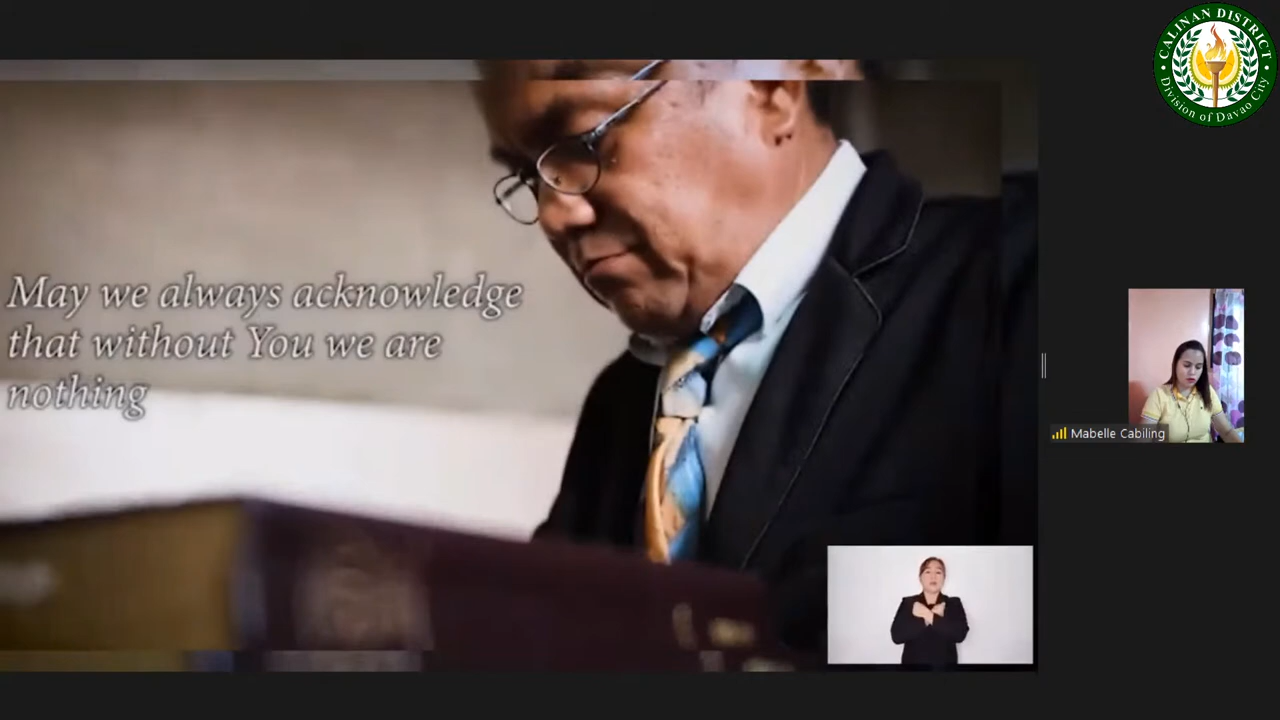 CALINAN DISTRICT
Division of Davao City
May we always acknowledge
that without You we are
nothing
Mabelle Cabiling